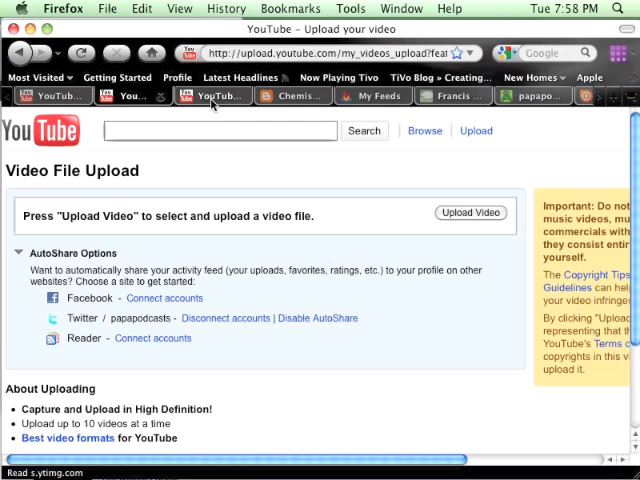 Firefox File Edit View History Bookmarks Tools Window Help Tue 7:58 PM
YouTube - Upload your video
http://upload.youtube.com/my_videos_upload?feat Google
Most Visited Getting Started Profile Latest Headlines Now Playing Tivo TiVo Blog » Creating... New Homes Apple
YouTub... You... YouTub... Chemis... My Feeds Francis ... papapo...
YouTube Search Browse Upload
Video File Upload
Press "Upload Video" to select and upload a video file. Upload Video
AutoShare Options
Want to automatically share your activity feed (your uploads, favorites, ratings, etc.) to your profile on other
websites? Choose a site to get started:
Facebook - Connect accounts
Twitter / papapodcasts - Disconnect accounts | Disable AutoShare
Reader - Connect accounts
Important: Do not
music videos, mu
commercials with
they consist entir
yourself.
The Copyright Tips
Guidelines can help
your video infringe
By clicking "Upload
representing that th
YouTube's Terms o
copyrights in this vi
upload it.
About Uploading
• Capture and Upload in High Definition!
• Upload up to 10 videos at a time
• Best video formats for YouTube
Read s.ytimg.com